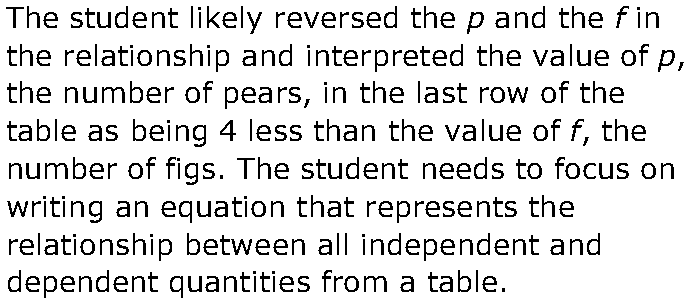 The student likely reversed the p and the f in
the relationship and interpreted the value of p,
the number of pears, in the last row of the
table as being 4 less than the value of f, the
number of figs. The student needs to focus on
writing an equation that represents the
relationship between all independent and
dependent quantities from a table.